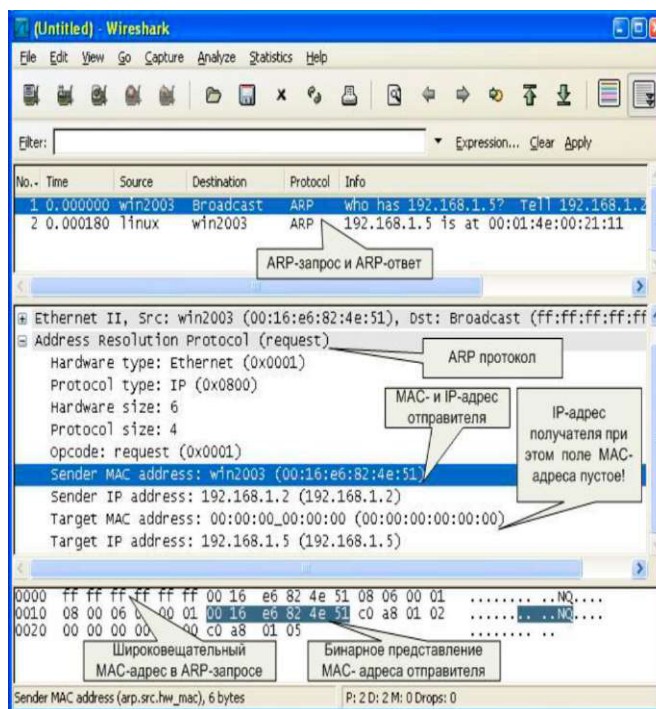 (Untitled) - Wireshark
File Edit View Go Capture Analyze Statistics Help
Filter: Expression... Clear Apply
No. - Time Source Destination Protocol Info
1 0.000000 win2003 Broadcast ARP who has 192.168.1.5? Tell 192.168.1.2
2 0.000180 linux win2003 ARP 192.168.1.5 is at 00:01:4e:00:21:11
ARP-запрос и ARP-ответ
Ethernet II, Src: win2003 (00:16:e6:82:4e:51), Dst: Broadcast (ff:ff:ff:ff:ff
Address Resolution Protocol (request)
ARP протокол
Hardware type: Ethernet (0x0001)
Protocol type: IP (0x0800)
Hardware size: 6
Protocol size: 4
Opcode: request (0x0001)
MAC- и IP-адрес
отправителя
IP-адрес
получателя при
этом поле MAC-
адреса пустое!
Sender MAC address: win2003 (00:16:e6:82:4e:51)
Sender IP address: 192.168.1.2 (192.168.1.2)
Target MAC address: 00:00:00_00:00:00 (00:00:00:00:00:00)
Target IP address: 192.168.1.5 (192.168.1.5)
0000 ff ff ff ff ff ff 00 16 e6 82 4e 51 08 06 00 01 ........ ..NQ....
0010 08 00 06 00 01 00 16 e6 82 4e 51 c0 a8 01 02 ........ ..NQ....
0020 00 00 00 00 c0 a8 01 05 ........ ..
Широковещательный
MAC-адрес в ARP-запросе
Бинарное представление
MAC- адреса отправителя
Sender MAC address (arp.src.hw_mac), 6 bytes P: 2 D: 2 M: 0 Drops: 0